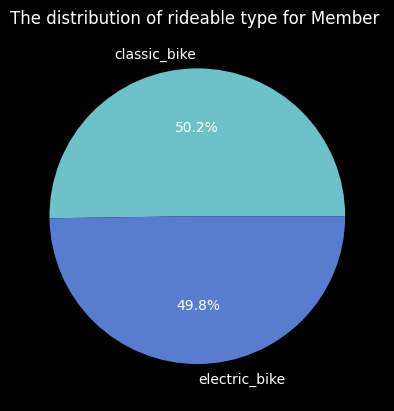 The distribution of rideable type for Member
classic_bike
50.2%
49.8%
electric_bike